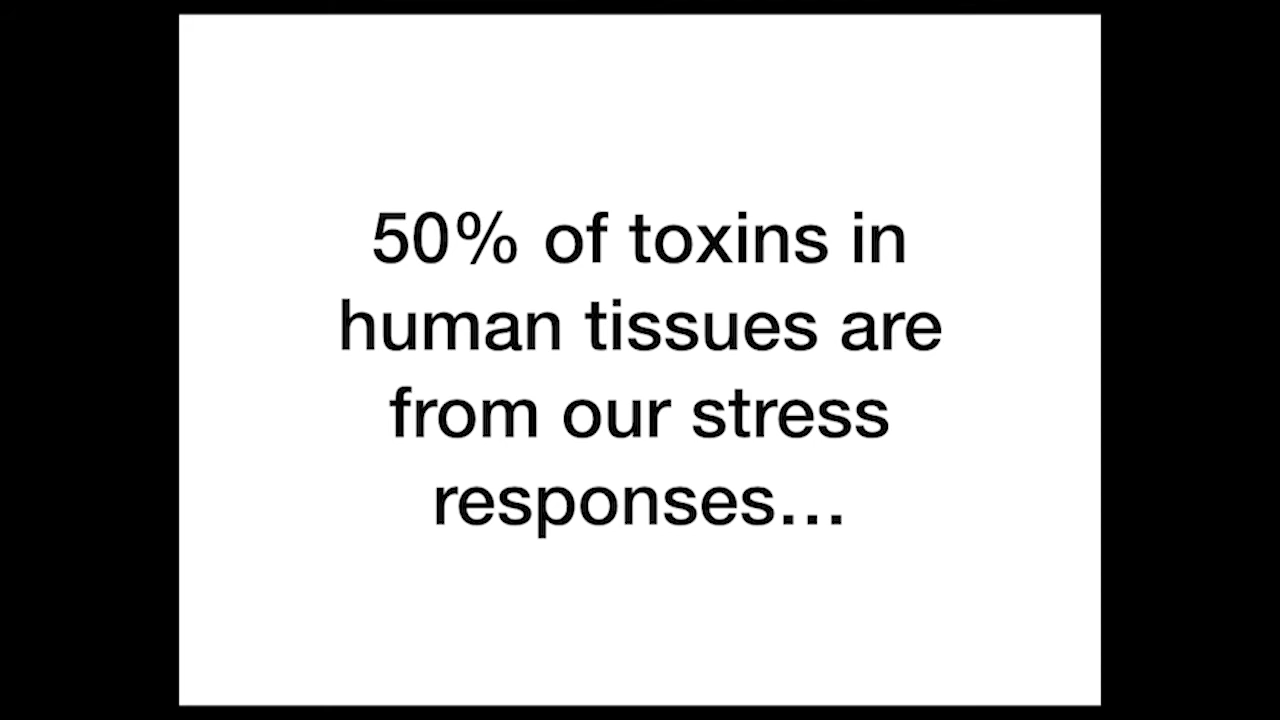 50% of toxins in
human tissues are
from our stress
responses...